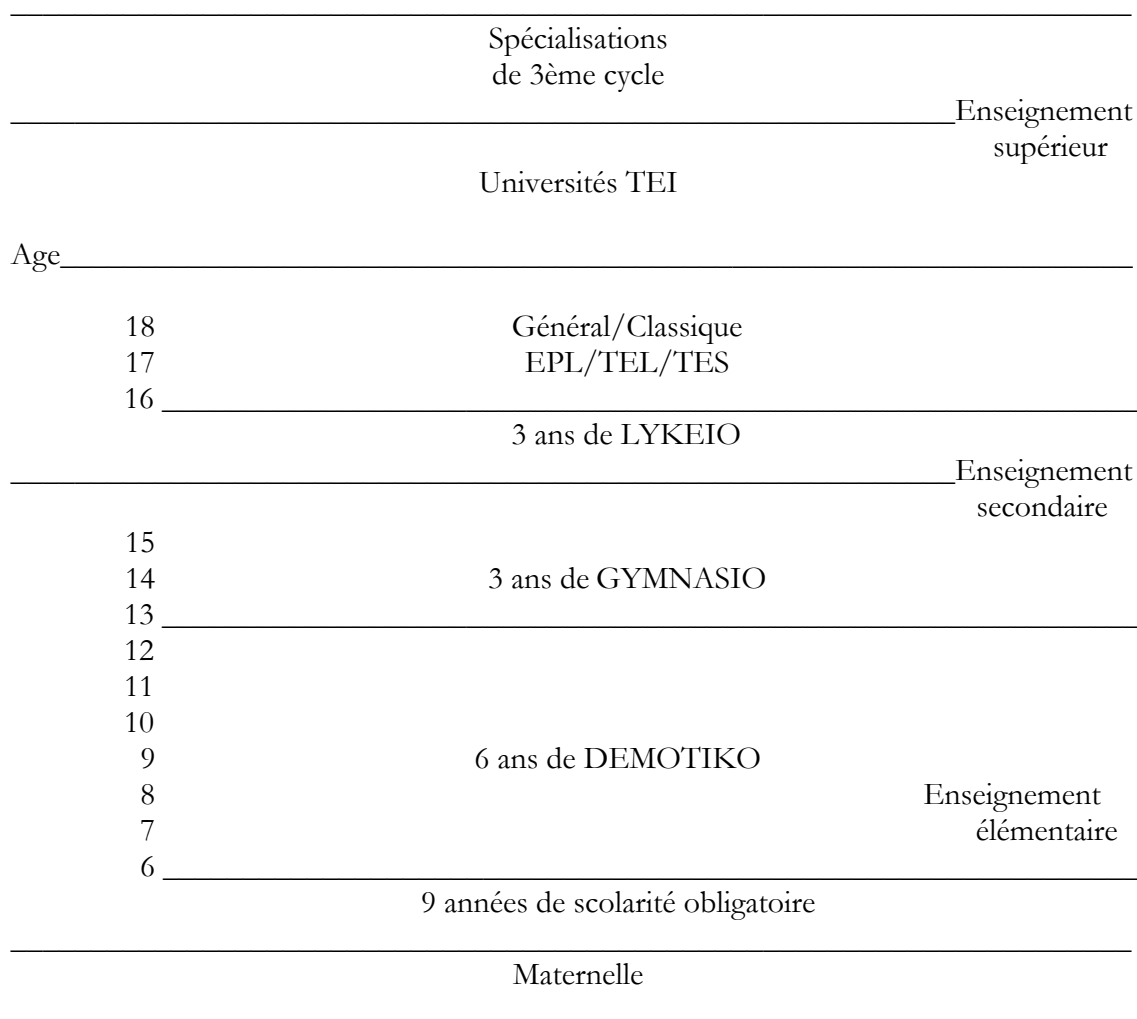 Spécialisations
de 3ème cycle
Enseignement
supérieur
Universités TEI
Age
18 Général/Classique
17 EPL/TEL/TES
16
3 ans de LYKEIO
Enseignement
secondaire
15
14 3 ans de GYMNASIO
13
12
11
10
9 6 ans de DEMOTIKO
8 Enseignement
7 élémentaire
6
9 années de scolarité obligatoire
Maternelle